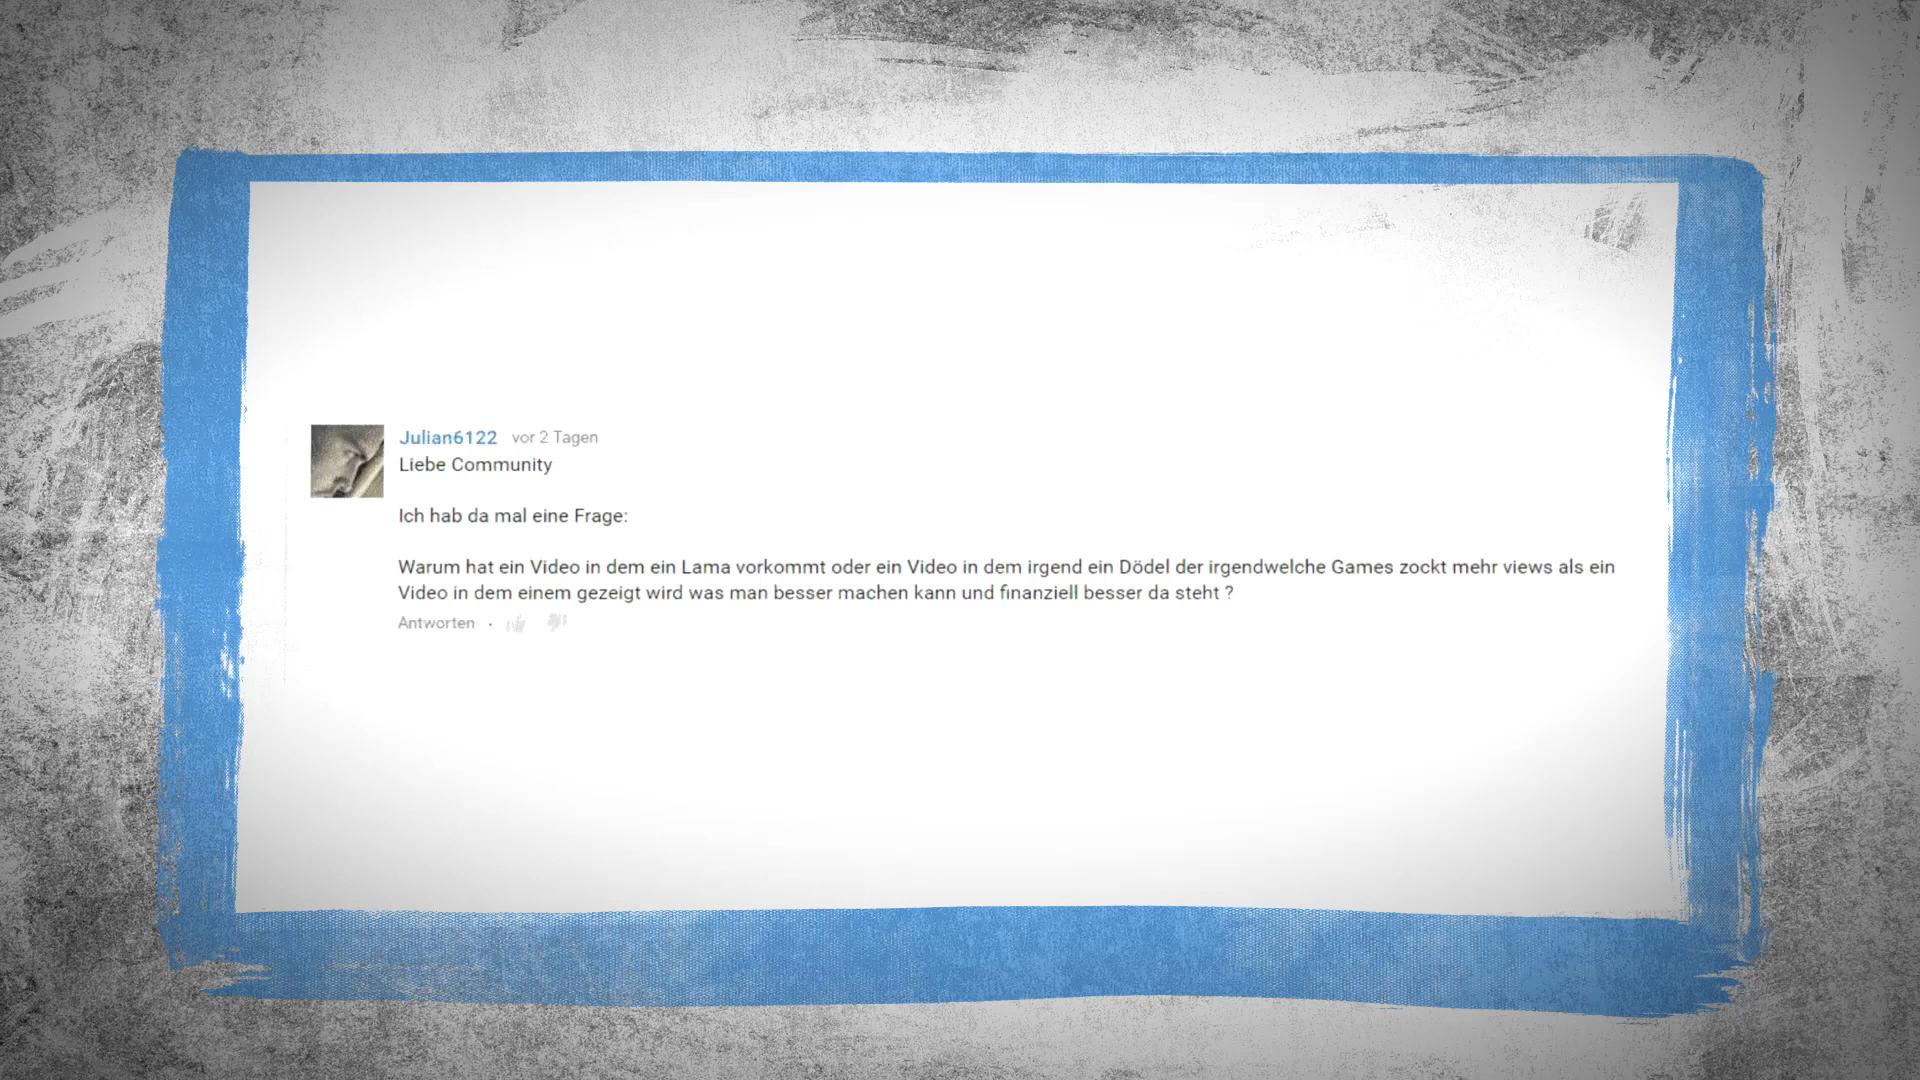 Julian6122 vor 2 Tagen
Liebe Community
Ich hab da mal eine Frage:
Warum hat ein Video in dem ein Lama vorkommt oder ein Video in dem irgend ein Dödel der irgendwelche Games zockt mehr views als ein
Video in dem einem gezeigt wird was man besser machen kann und finanziell besser da steht ?
Antworten ·